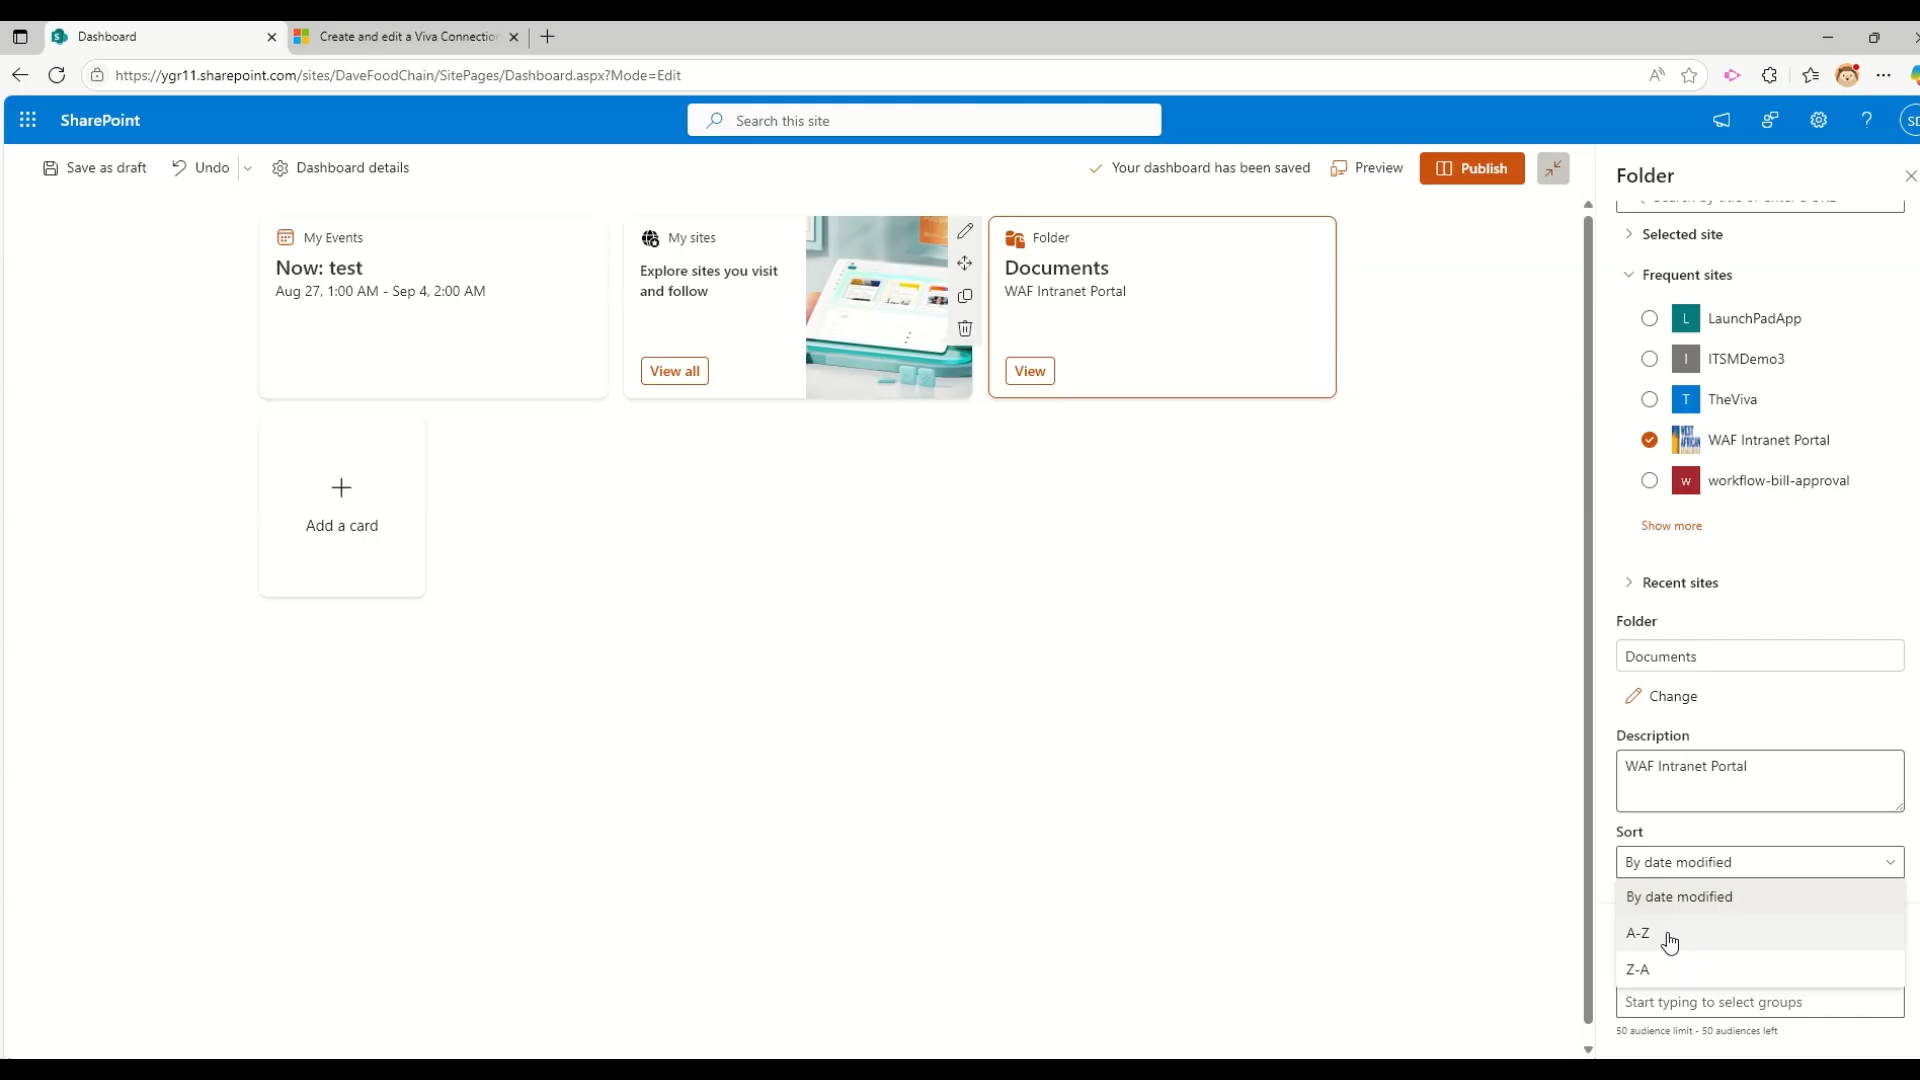 Dashboard
Create and edit a Viva Connection
https://ygr11.sharepoint.com/sites/DaveFoodChain/SitePages/Dashboard.aspx?Mode=Edit
SharePoint
Search this site
SD
Save as draft
Undo
Dashboard details
Your dashboard has been saved
Preview
Publish
My Events
Now: test
Aug 27, 1:00 AM - Sep 4, 2:00 AM
My sites
Explore sites you visit
and follow
View all
Folder
Documents
WAF Intranet Portal
View
Add a card
Folder
Selected site
Frequent sites
L LaunchPadApp
I ITSMDemo3
T TheViva
WEST AFRICAN
WAF Intranet Portal
w workflow-bill-approval
Show more
Recent sites
Folder
Documents
Change
Description
WAF Intranet Portal
Sort
By date modified
By date modified
A-Z
Z-A
Start typing to select groups
50 audience limit - 50 audiences left